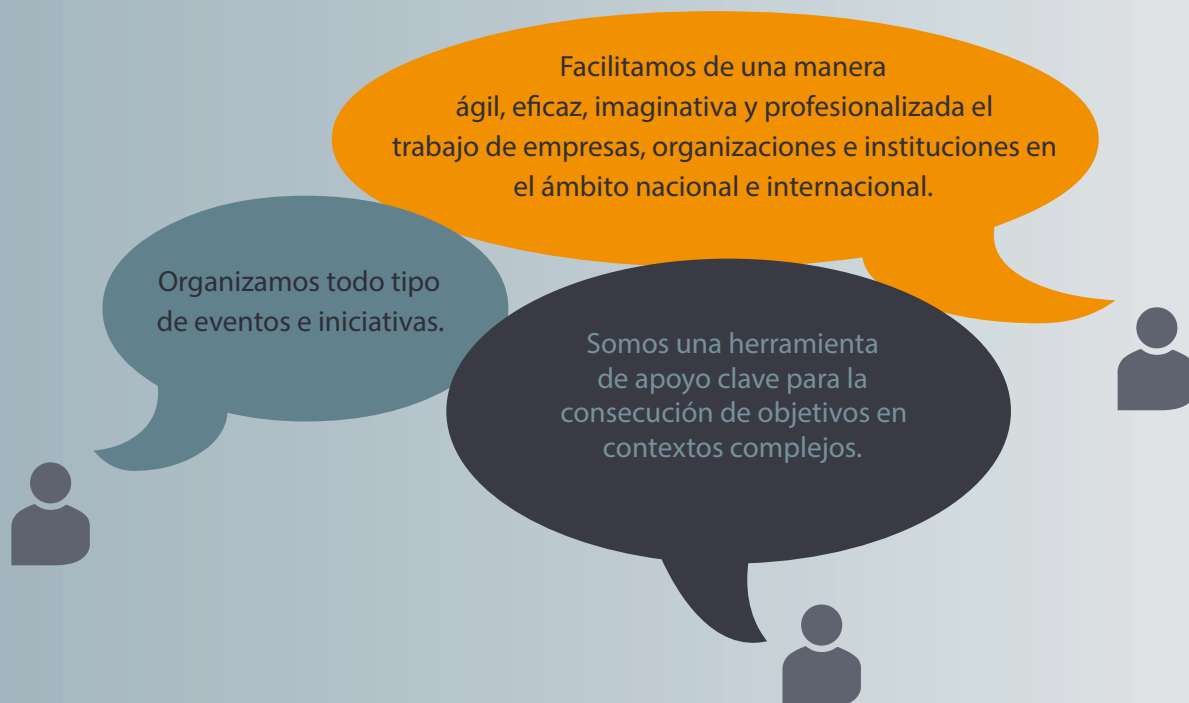 Facilitamos de una manera
ágil, eficaz, imaginativa y profesionalizada el
trabajo de empresas, organizaciones e instituciones en
el ámbito nacional e internacional.
Organizamos todo tipo
de eventos e iniciativas.
Somos una herramienta
de apoyo clave para la
consecución de objetivos en
contextos complejos.